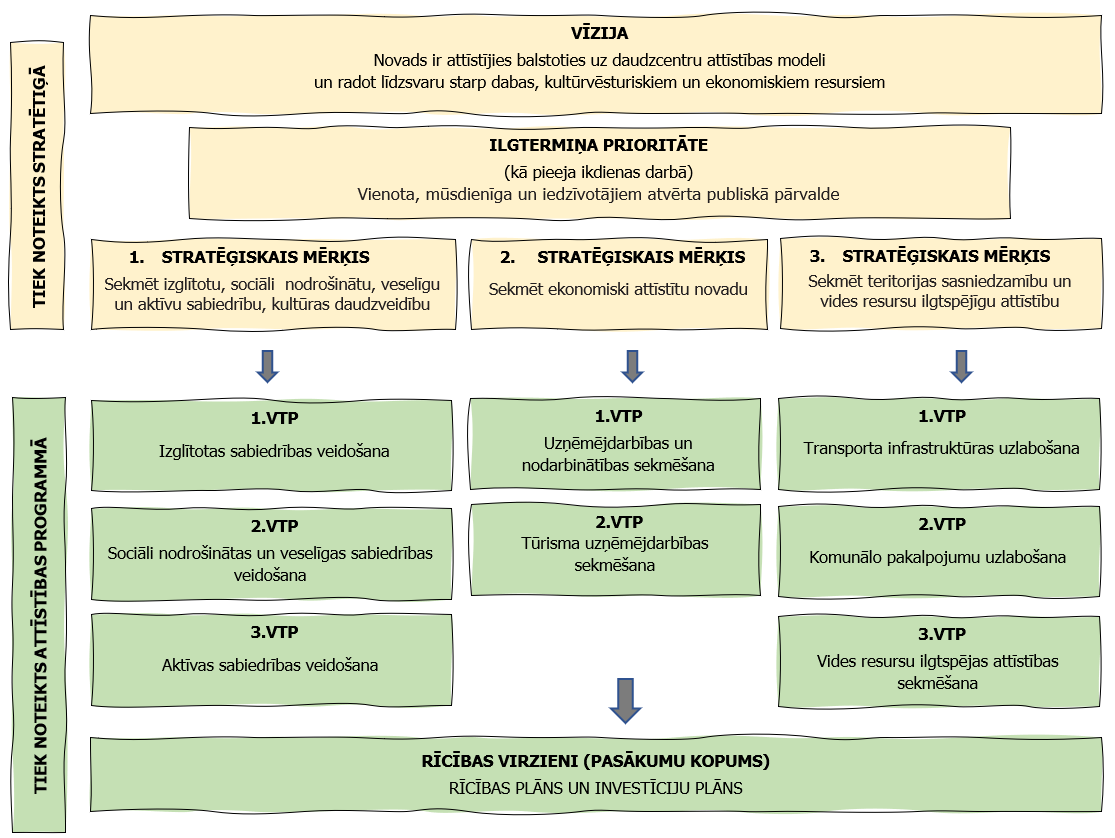 TIEK NOTEIKTS STRATĒTIĢĀ
VĪZIJA
Novads ir attīstījies balstoties uz daudzcentru attīstības modeli
un radot līdzsvaru starp dabas, kultūrvēsturiskiem un ekonomiskiem resursiem
ILGTERMIŅA PRIORITĀTE
(kā pieeja ikdienas darbā)
Vienota, mūsdienīga un iedzīvotājiem atvērta publiskā pārvalde
1. STRATĒĢISKAIS MĒRĶIS
Sekmēt izglītotu, sociāli nodrošinātu, veselīgu
un aktīvu sabiedrību, kultūras daudzveidību
2. STRATĒĢISKAIS MĒRĶIS
Sekmēt ekonomiski attīstītu novadu
3. STRATĒĢISKAIS MĒRĶIS
Sekmēt teritorijas sasniedzamību un
vides resursu ilgtspējīgu attīstību
TIEK NOTEIKTS ATTĪSTĪBAS PROGRAMMĀ
1.VTP
Izglītotas sabiedrības veidošana
2.VTP
Sociāli nodrošinātas un veselīgas sabiedrības
veidošana
3.VTP
Aktīvas sabiedrības veidošana
1.VTP
Uzņēmējdarbības un
nodarbinātības sekmēšana
2.VTP
Tūrisma uzņēmējdarbības
sekmēšana
1.VTP
Transporta infrastruktūras uzlabošana
2.VTP
Komunālo pakalpojumu uzlabošana
3.VTP
Vides resursu ilgtspējas attīstības
sekmēšana
RĪCĪBAS VIRZIENI (PASĀKUMU KOPUMS)
RĪCĪBAS PLĀNS UN INVESTĪCIJU PLĀNS